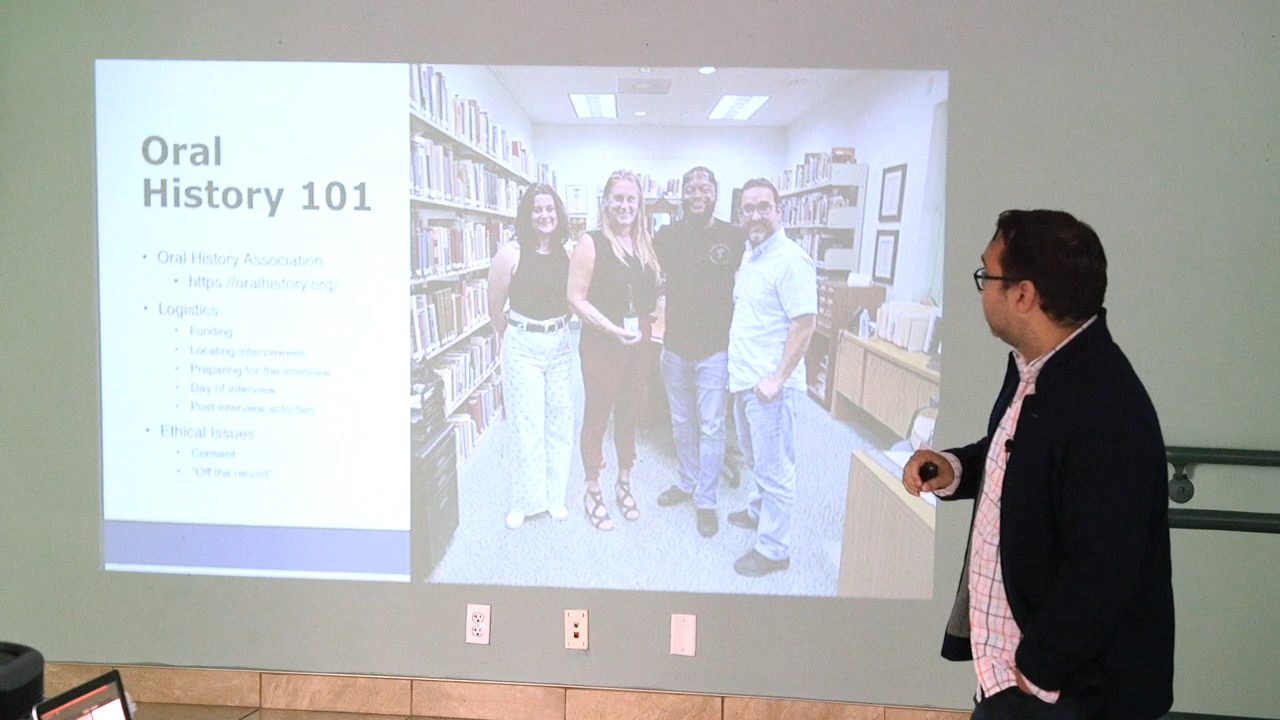 Oral
History 101
• Oral History Association
• https://oralhistory.org/
• Logistics
• Funding
• Locating interviewees
• Preparing for the interview
• Day of interview
• Post interview activities
• Ethical Issues
• Consent
• "Off the record"